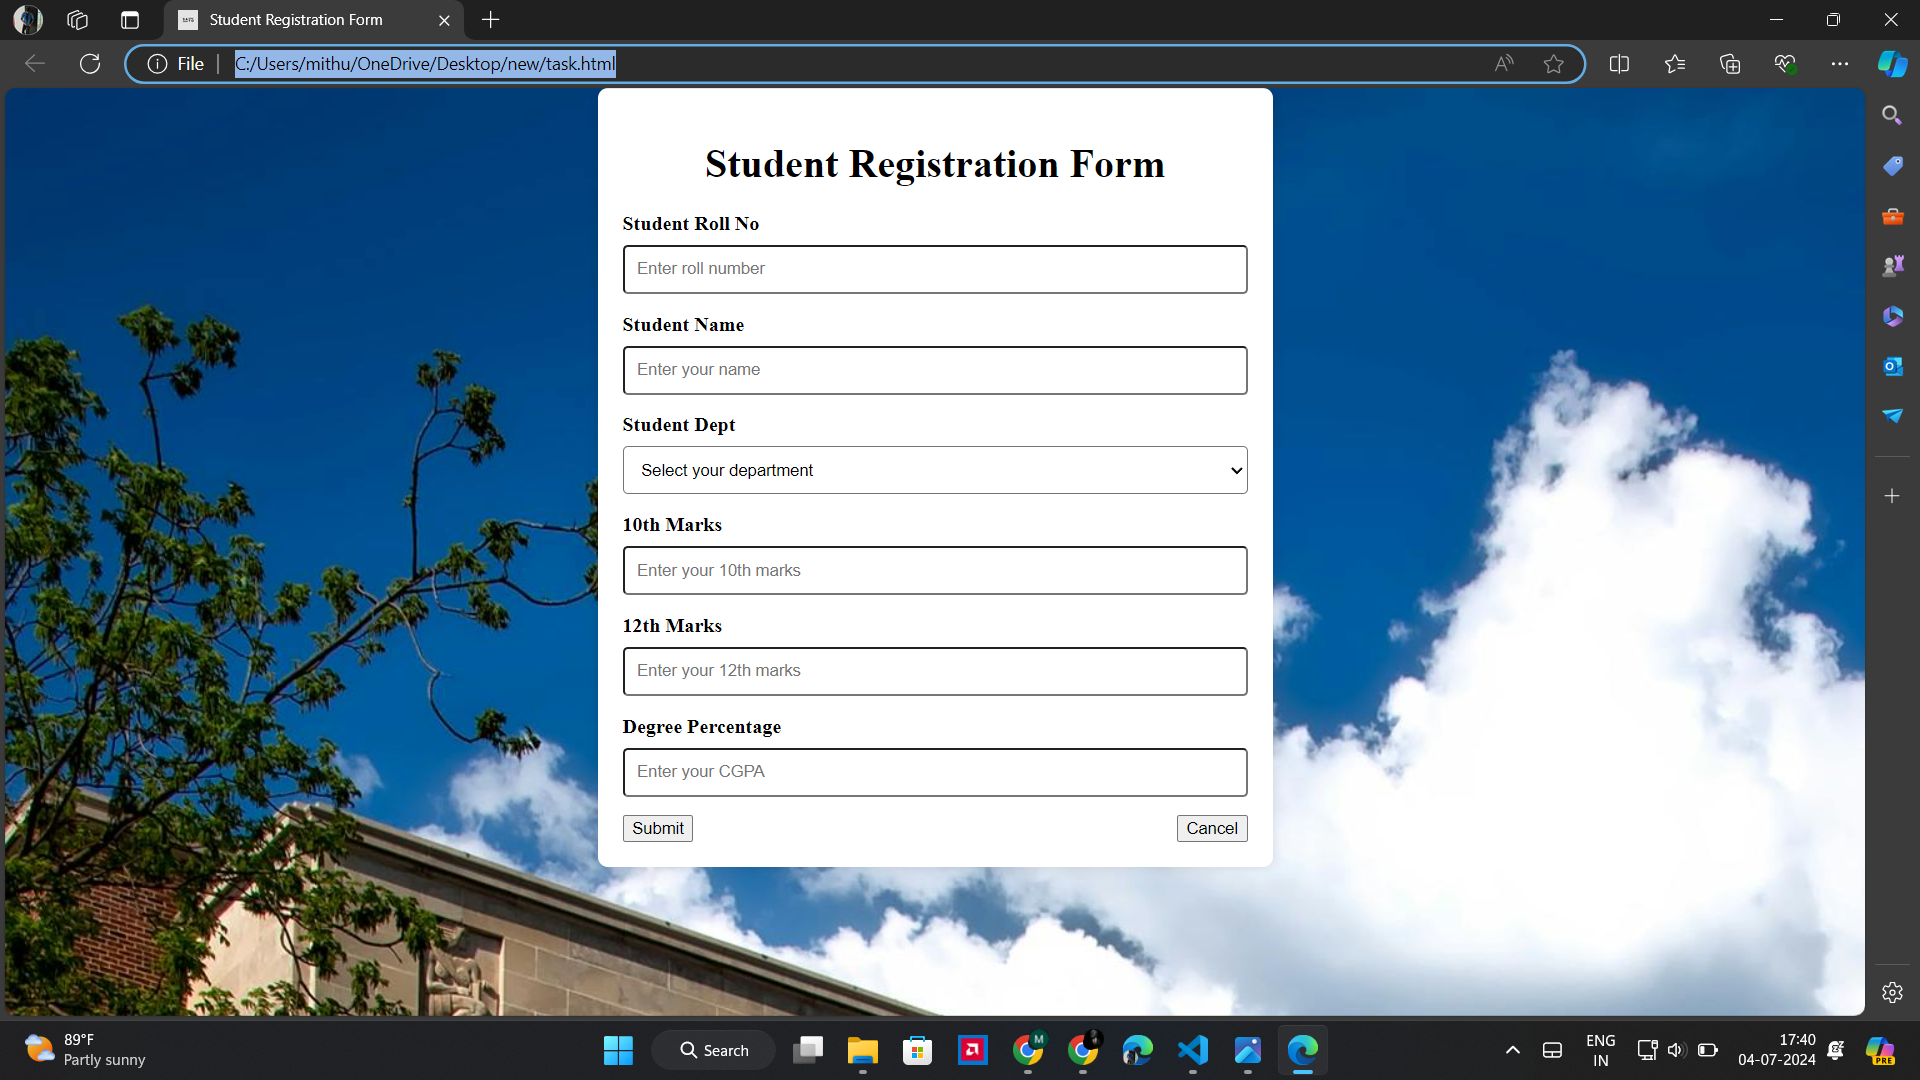 Student Registration Form
File
C:/Users/mithu/OneDrive/Desktop/new/task.html
Student Registration Form
Student Roll No
Enter roll number
Student Name
Enter your name
Student Dept
Select your department
10th Marks
Enter your 10th marks
12th Marks
Enter your 12th marks
Degree Percentage
Enter your CGPA
Submit Cancel
89°F
Partly sunny
Search
M
ENG
IN
17:40
04-07-2024
PRE